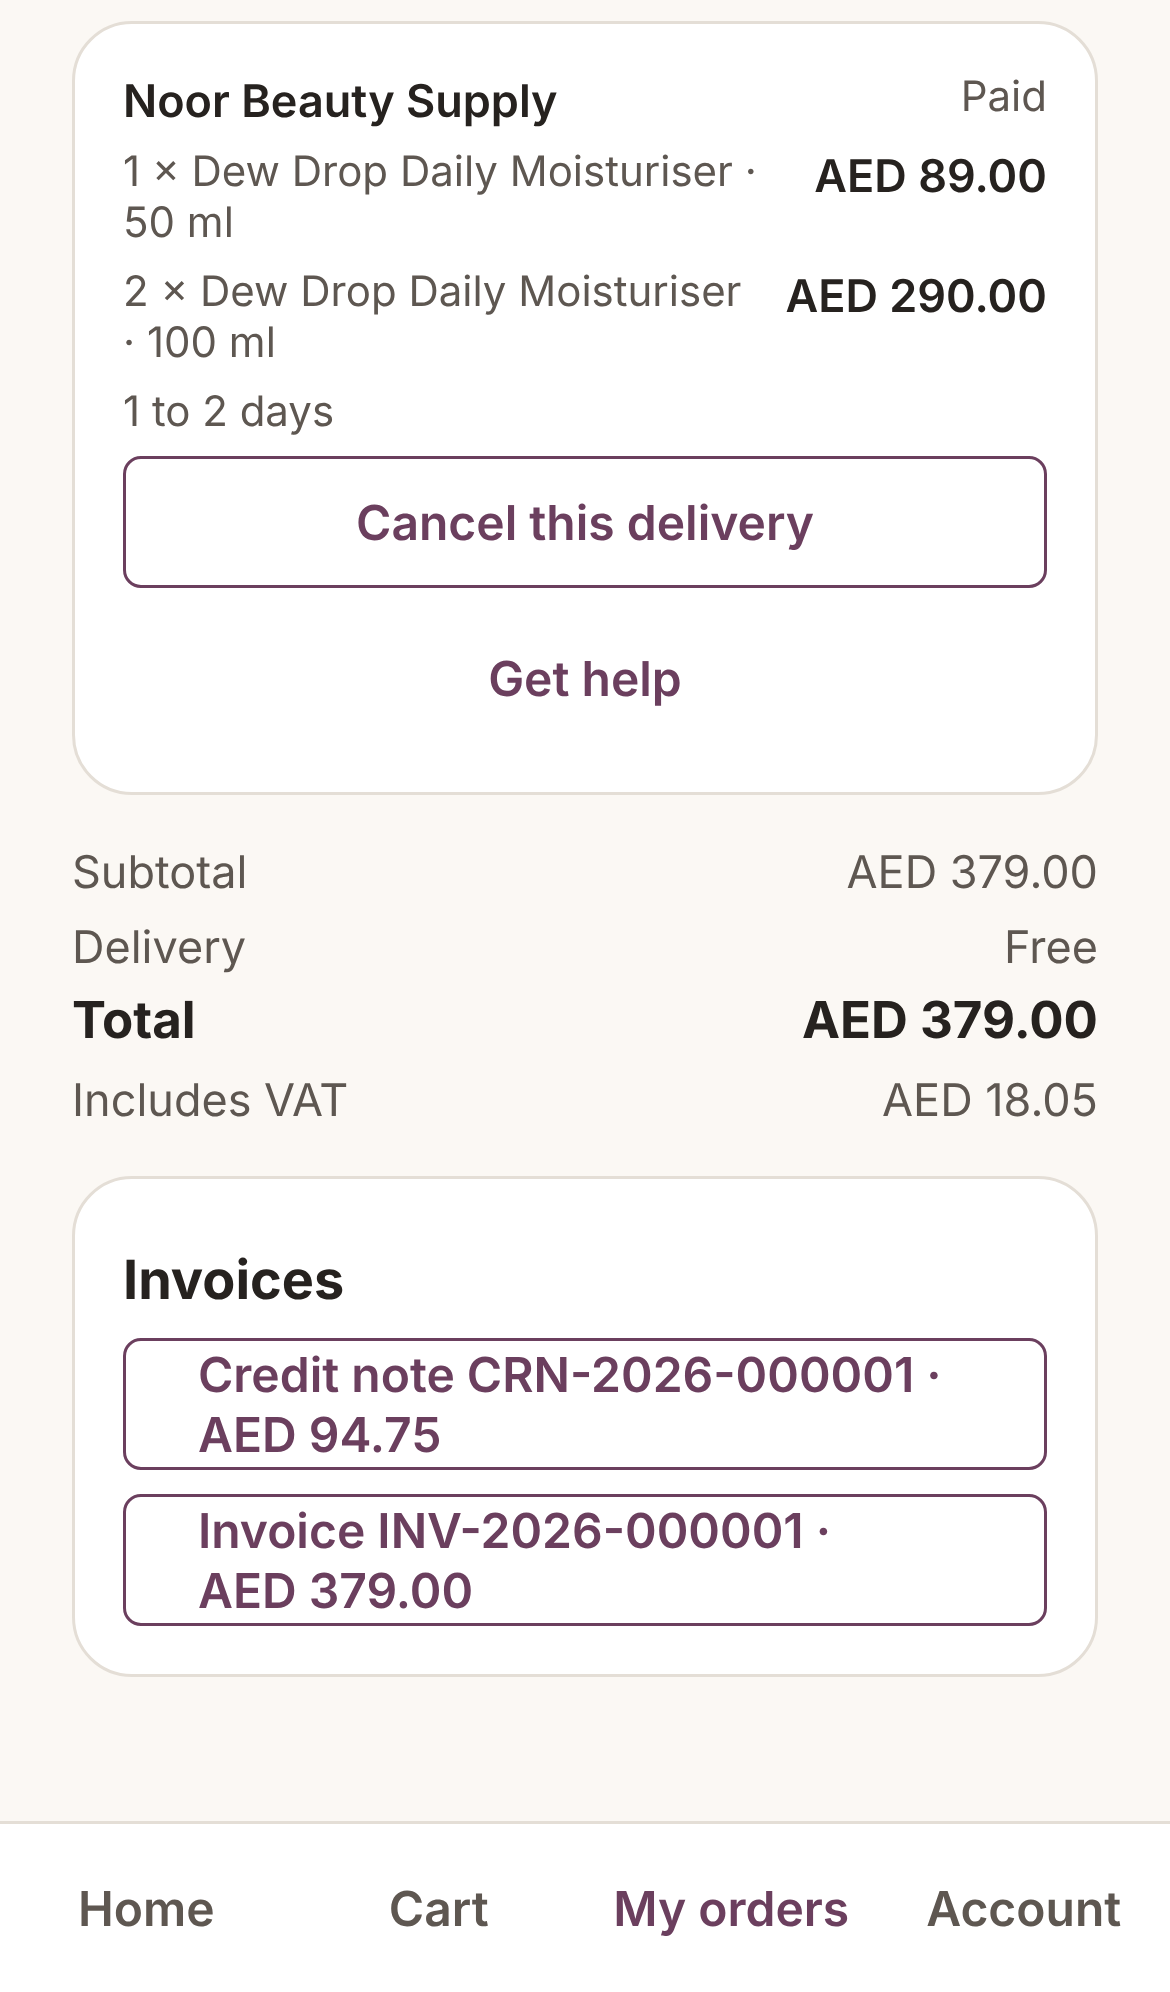 Noor Beauty Supply
Paid
1 × Dew Drop Daily Moisturiser ·
50 ml
AED 89.00
2 × Dew Drop Daily Moisturiser
· 100 ml
AED 290.00
1 to 2 days
Cancel this delivery
Get help
Subtotal
AED 379.00
Delivery
Free
Total
AED 379.00
Includes VAT
AED 18.05
Invoices
Credit note CRN-2026-000001 ·
AED 94.75
Invoice INV-2026-000001 ·
AED 379.00
Home
Cart
My orders
Account